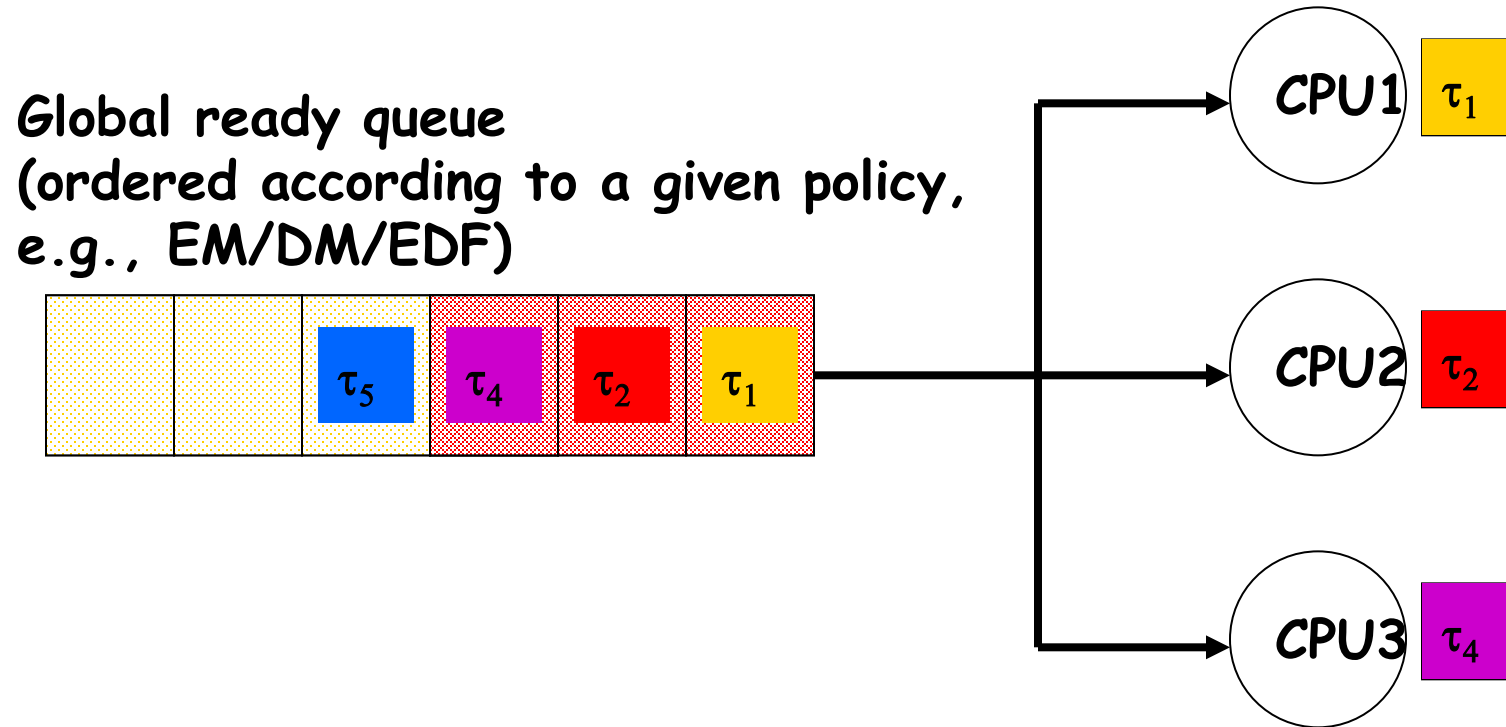 CPU1
τ1
Global ready queue
(ordered according to a given policy,
e.g., EM/DM/EDF)
τ5 τ4 τ2 τ1
CPU2
τ2
CPU3
τ4